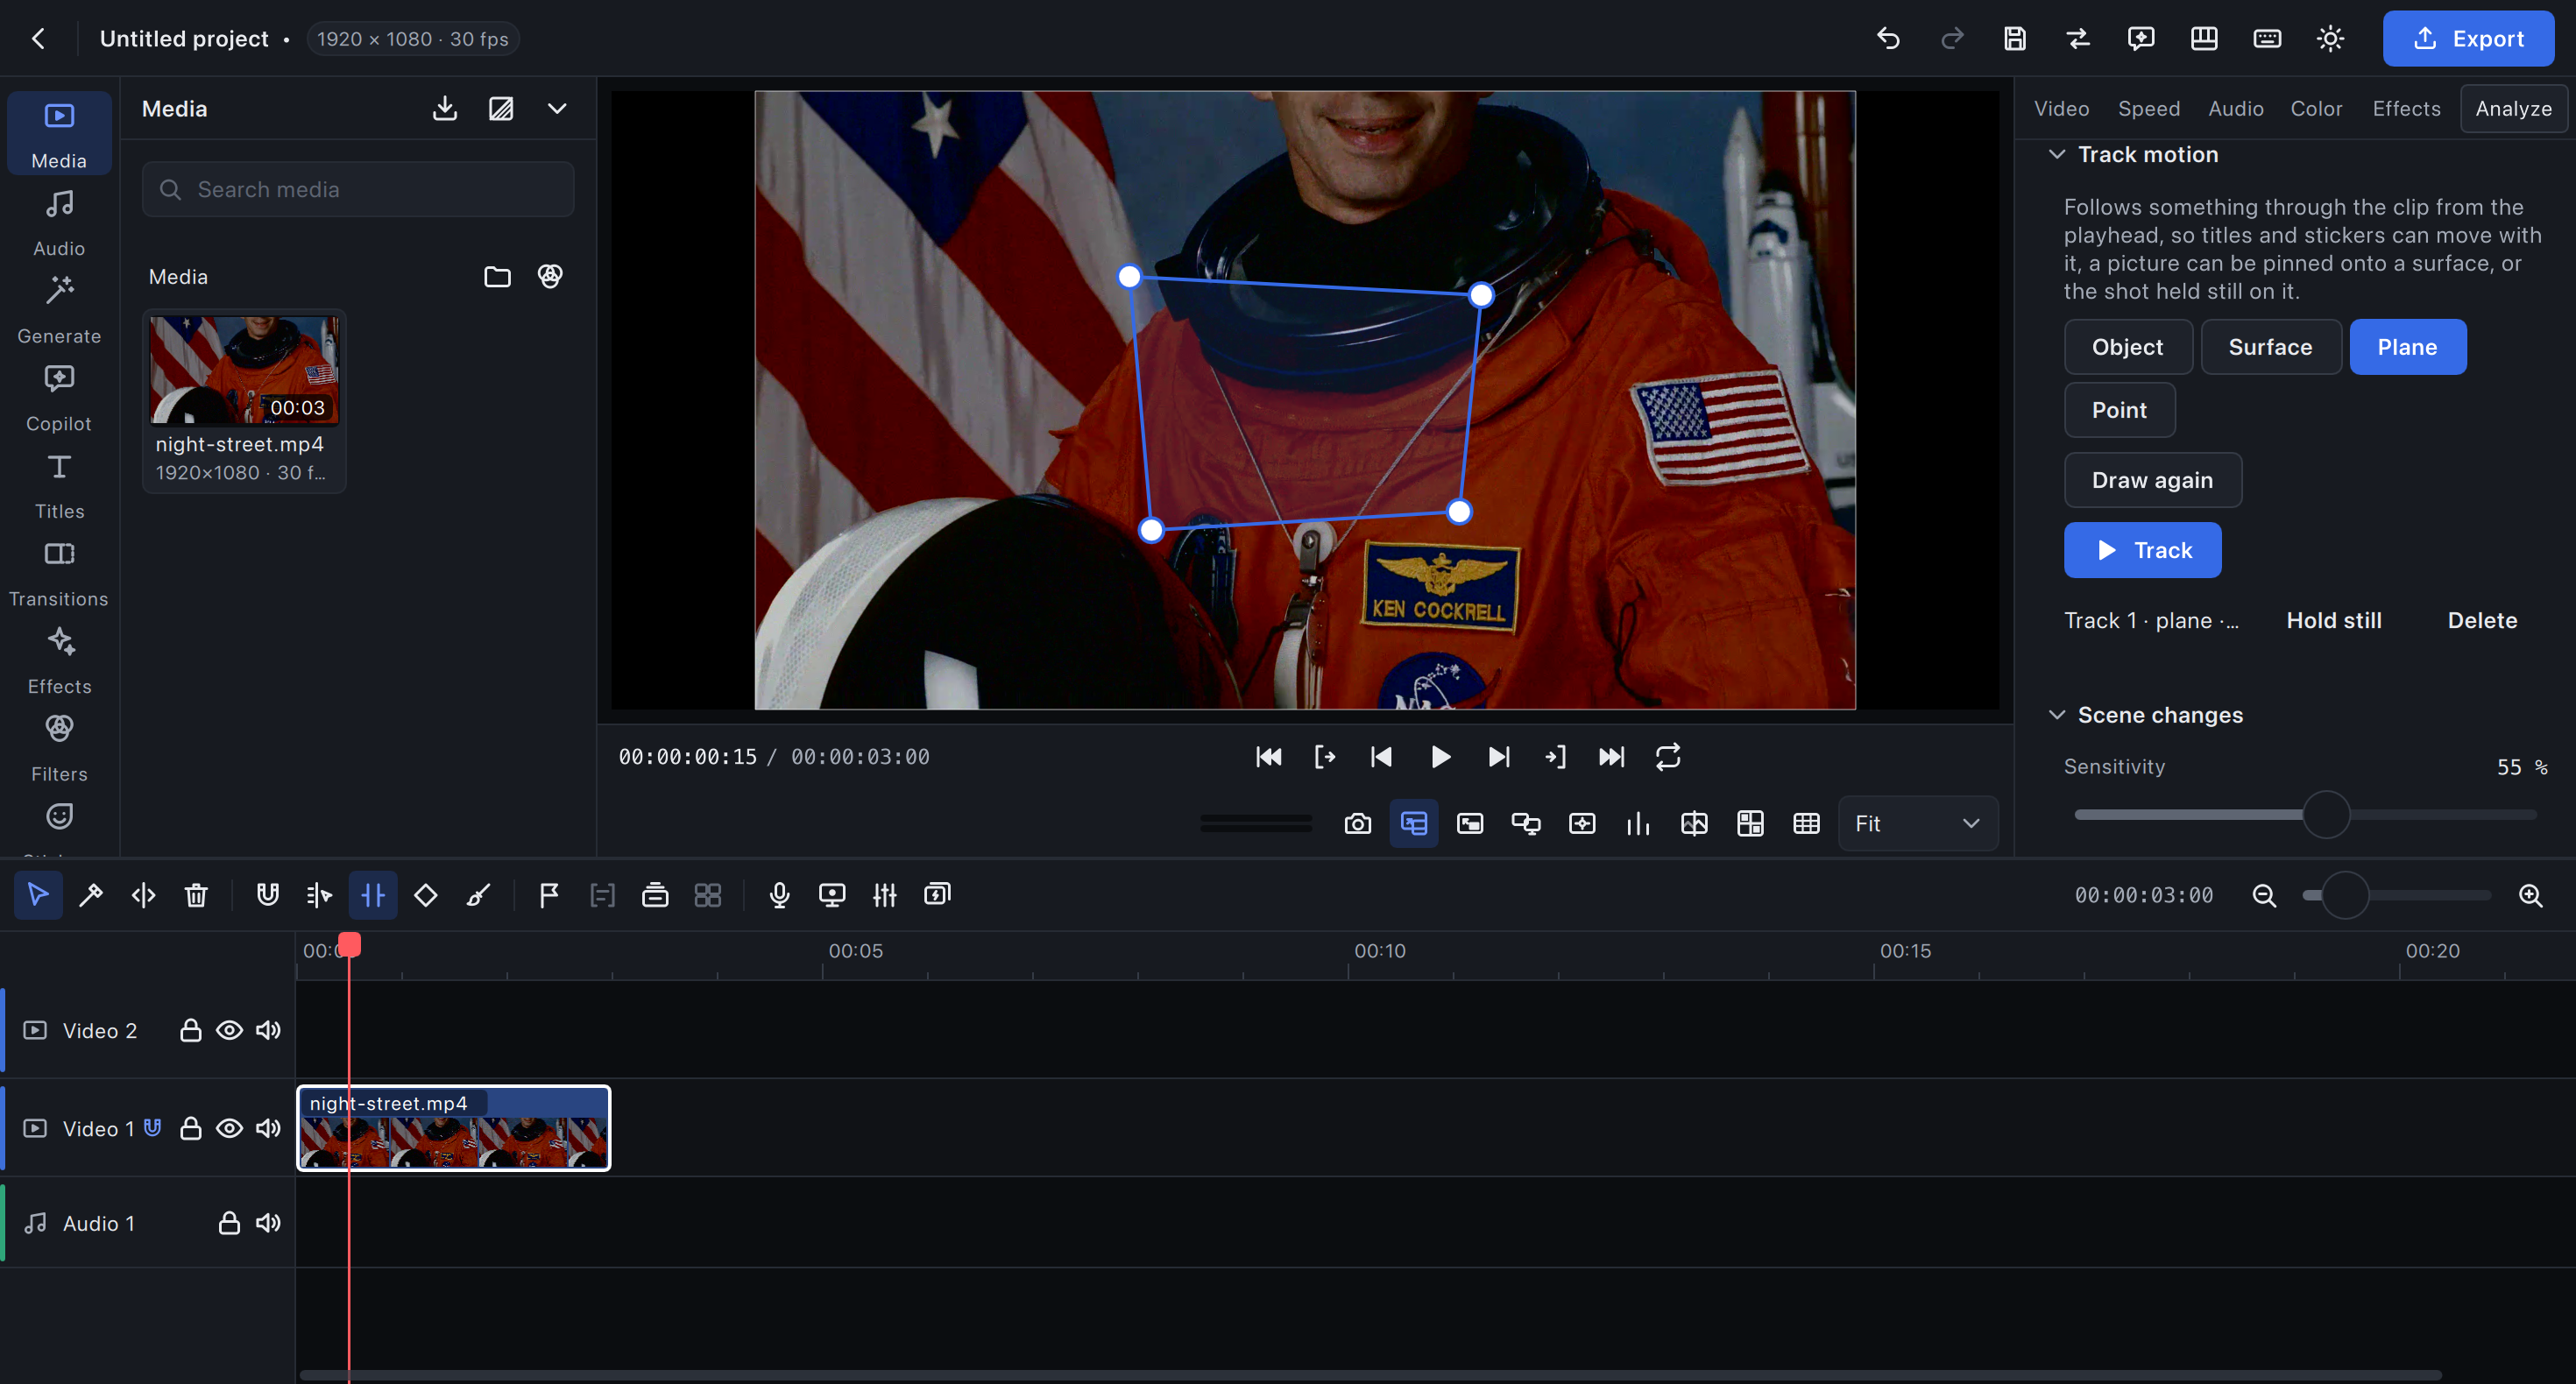 Untitled project •
1920 × 1080 · 30 fps
Export
Media
Audio
Generate
Copilot
Titles
Transitions
Effects
Filters
Media
Search media
Media
00:03
night-street.mp4
1920×1080 · 30 f…
KEN COCKRELL
00:00:00:15 / 00:00:03:00
Fit
Video
Speed
Audio
Color
Effects
Analyze
Track motion
Follows something through the clip from the
playhead, so titles and stickers can move with
it, a picture can be pinned onto a surface, or
the shot held still on it.
Object
Surface
Plane
Point
Draw again
Track
Track 1 · plane ·…
Hold still
Delete
Scene changes
Sensitivity
55 %
00:00:03:00
00:05
00:10
00:15
00:20
Video 2
Video 1
night-street.mp4
Audio 1